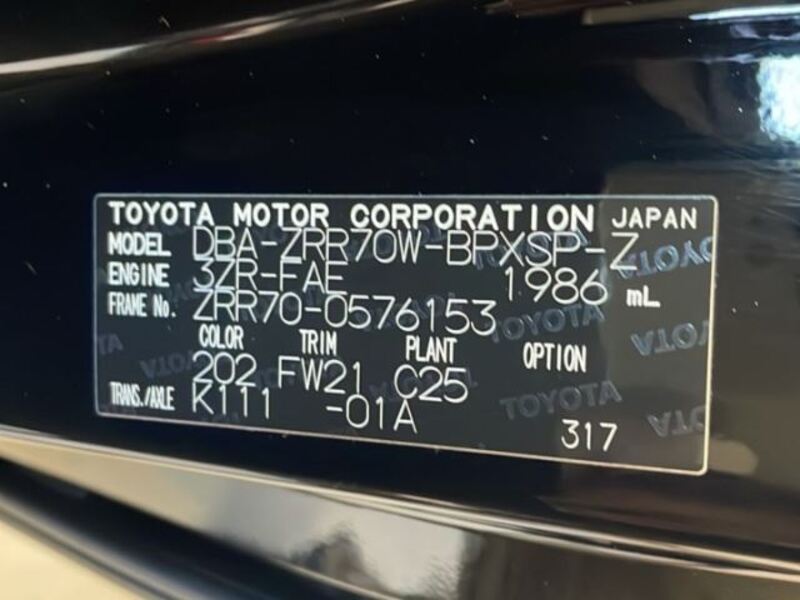 TOYOTA MOTOR CORPORATION JAPAN
MODEL DBA-ZRR70W-BPXSP-Z
ENGINE 3ZR-FAE 1986 mL
FRAME No. ZRR70-0576153
COLOR TRIM PLANT OPTION
202 FW21 C25
TRANS./AXLE K111 -01A
317